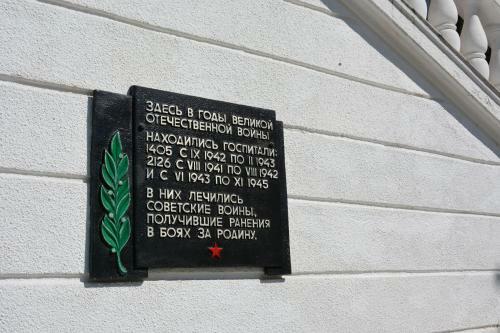 ЗДЕСЬ В ГОДЫ ВЕЛИКОЙ
ОТЕЧЕСТВЕННОЙ ВОЙНЫ
НАХОДИЛИСЬ ГОСПИТАЛИ:
1405 С IX 1942 ПО II 1943
2126 С VIII 1941 ПО VIII 1942
И С VI 1943 ПО XI 1945
В НИХ ЛЕЧИЛИСЬ
СОВЕТСКИЕ ВОИНЫ,
ПОЛУЧИВШИЕ РАНЕНИЯ
В БОЯХ ЗА РОДИНУ.